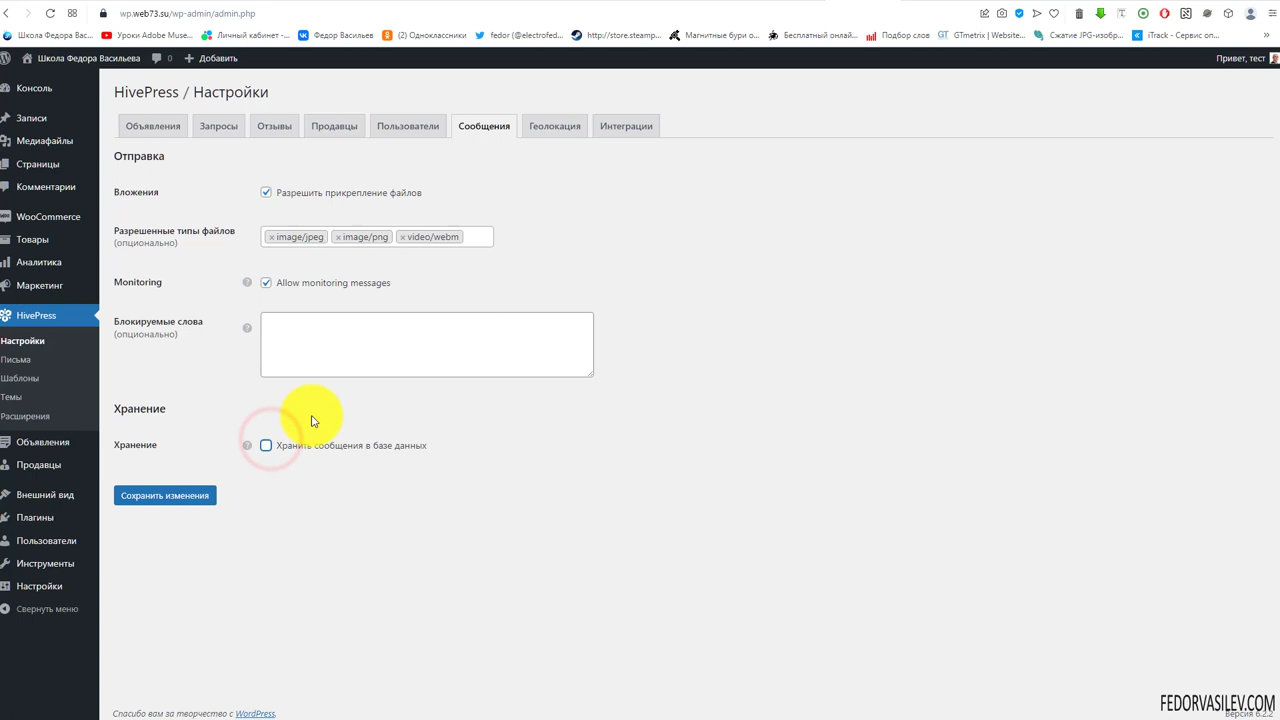 wp.web73.su/wp-admin/admin.php
Школа Федора Вас...
Уроки Adobe Muse...
Личный кабинет -...
Федор Васильев
(2) Одноклассники
fedor (@electrofed...
http://store.steamp...
Магнитные бури о...
Бесплатный онлай...
Подбор слов
GT GTmetrix | Website...
Сжатие JPG-изобр...
iTrack - Сервис оп...
Школа Федора Васильева
0
Добавить
Привет, тест
Консоль
Записи
Медиафайлы
Страницы
Комментарии
WooCommerce
Товары
Аналитика
Маркетинг
HivePress
Настройки
Письма
Шаблоны
Темы
Расширения
Объявления
Продавцы
Внешний вид
Плагины
Пользователи
Инструменты
Настройки
Свернуть меню
HivePress / Настройки
Объявления
Запросы
Отзывы
Продавцы
Пользователи
Сообщения
Геолокация
Интеграции
Отправка
Вложения
Разрешить прикрепление файлов
Разрешенные типы файлов
(опционально)
× image/jpeg
× image/png
× video/webm
Monitoring
?
Allow monitoring messages
Блокируемые слова
(опционально)
?
Хранение
Хранение
?
Хранить сообщения в базе данных
Сохранить изменения
Спасибо вам за творчество с WordPress.
FEDORVASILEV.COM
Версия 6.2.2